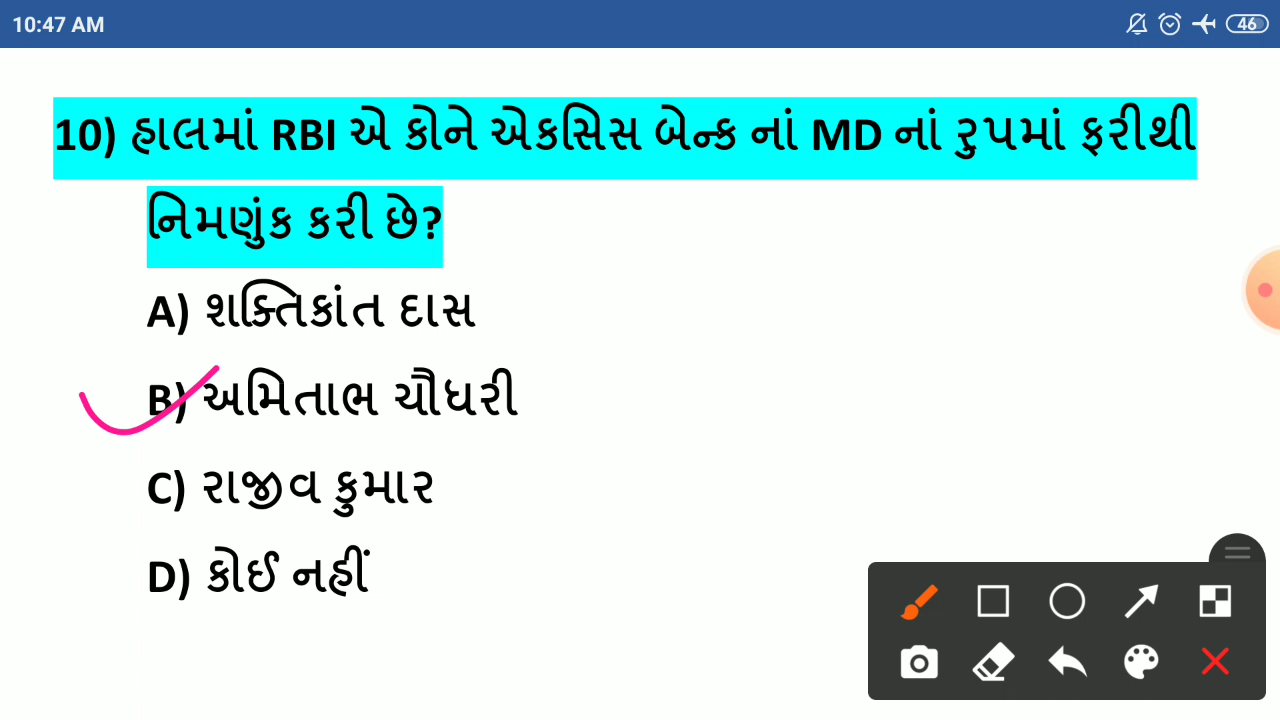 10:47 AM
46
10) હાલમાં RBI એ કોને એકસિસ બેન્ક નાં MD નાં રુપમાં ફરીથી
નિમણુંક કરી છે?
A) શક્તિકાંત દાસ
B) અમિતાભ ચૌધરી
C) રાજીવ કુમાર
D) કોઈ નહીં